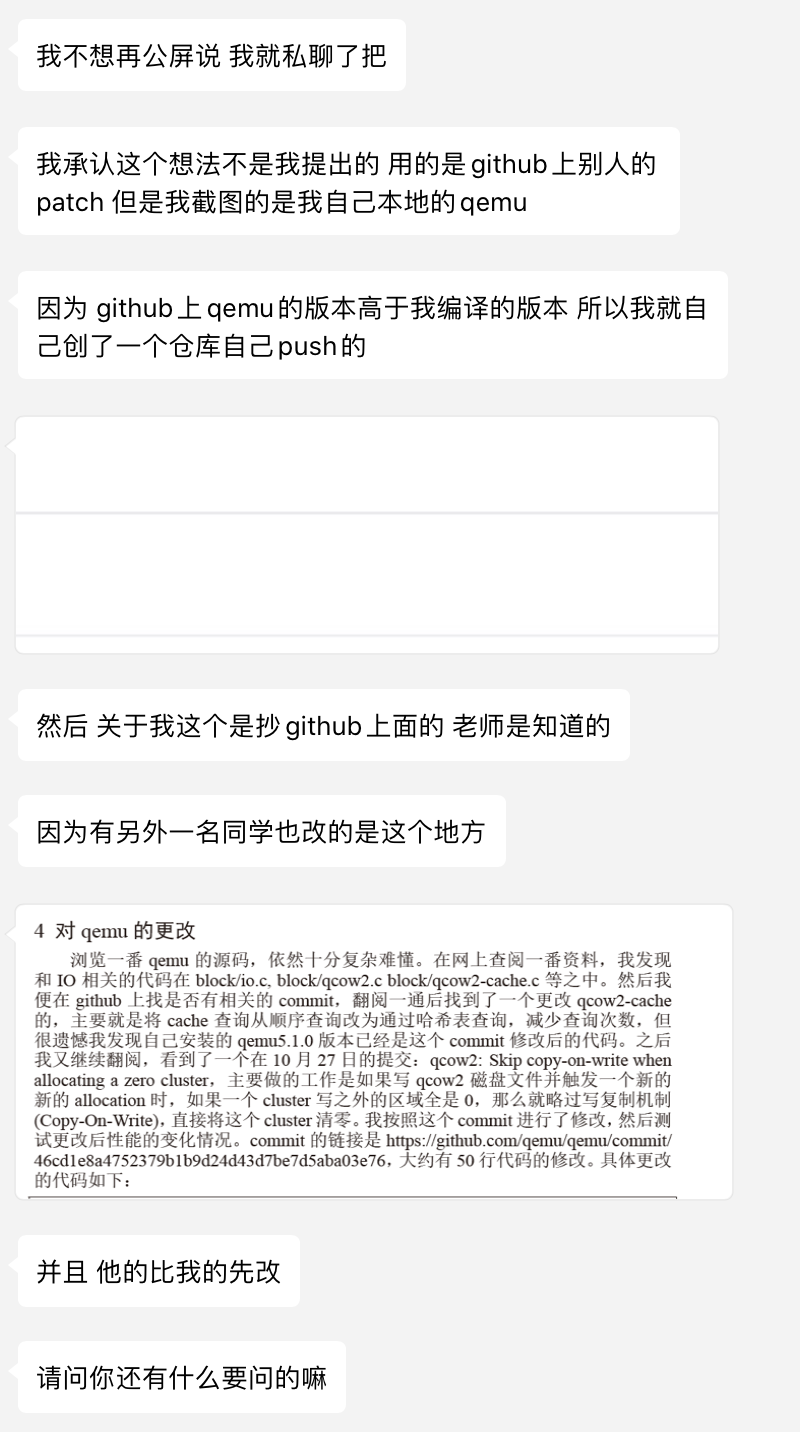 我不想再公屏说 我就私聊了把
我承认这个想法不是我提出的 用的是github上别人的
patch 但是我截图的是我自己本地的qemu
因为 github上qemu的版本高于我编译的版本 所以我就自
己创了一个仓库自己push的
然后 关于我这个是抄github上面的 老师是知道的
因为有另外一名同学也改的是这个地方
4 对 qemu 的更改
浏览一番 qemu 的源码，依然十分复杂难懂。在网上查阅一番资料，我发现
和 IO 相关的代码在 block/io.c, block/qcow2.c block/qcow2-cache.c 等之中。然后我
便在 github 上找是否有相关的 commit，翻阅一通后找到了一个更改 qcow2-cache
的，主要就是将 cache 查询从顺序查询改为通过哈希表查询，减少查询次数，但
很遗憾我发现自己安装的 qemu5.1.0 版本已经是这个 commit 修改后的代码。之后
我又继续翻阅，看到了一个在 10 月 27 日的提交：qcow2: Skip copy-on-write when
allocating a zero cluster，主要做的工作是如果写 qcow2 磁盘文件并触发一个新的
新的 allocation 时，如果一个 cluster 写之外的区域全是 0，那么就略过写复制机制
(Copy-On-Write)，直接将这个 cluster 清零。我按照这个 commit 进行了修改，然后测
试更改后性能的变化情况。commit 的链接是 https://github.com/qemu/qemu/commit/
46cd1e8a4752379b1b9d24d43d7be7d5aba03e76，大约有 50 行代码的修改。具体更改
的代码如下：
并且 他的比我的先改
请问你还有什么要问的嘛